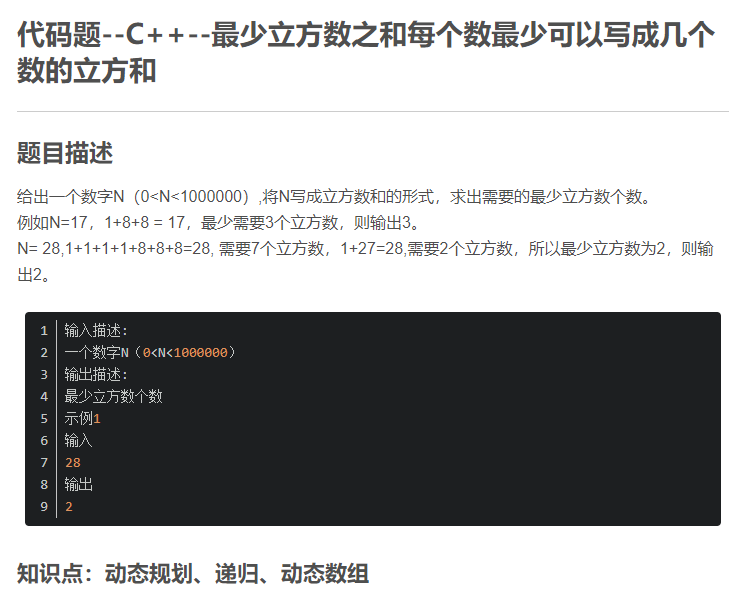 代码题--C++--最少立方数之和每个数最少可以写成几个
数的立方和
题目描述
给出一个数字N（0<N<1000000）,将N写成立方数和的形式，求出需要的最少立方数个数。
例如N=17，1+8+8 = 17，最少需要3个立方数，则输出3。
N= 28,1+1+1+1+8+8+8=28, 需要7个立方数，1+27=28,需要2个立方数，所以最少立方数为2，则输
出2。
1 输入描述:
2 一个数字N（0<N<1000000）
3 输出描述:
4 最少立方数个数
5 示例1
6 输入
7 28
8 输出
9 2
知识点：动态规划、递归、动态数组